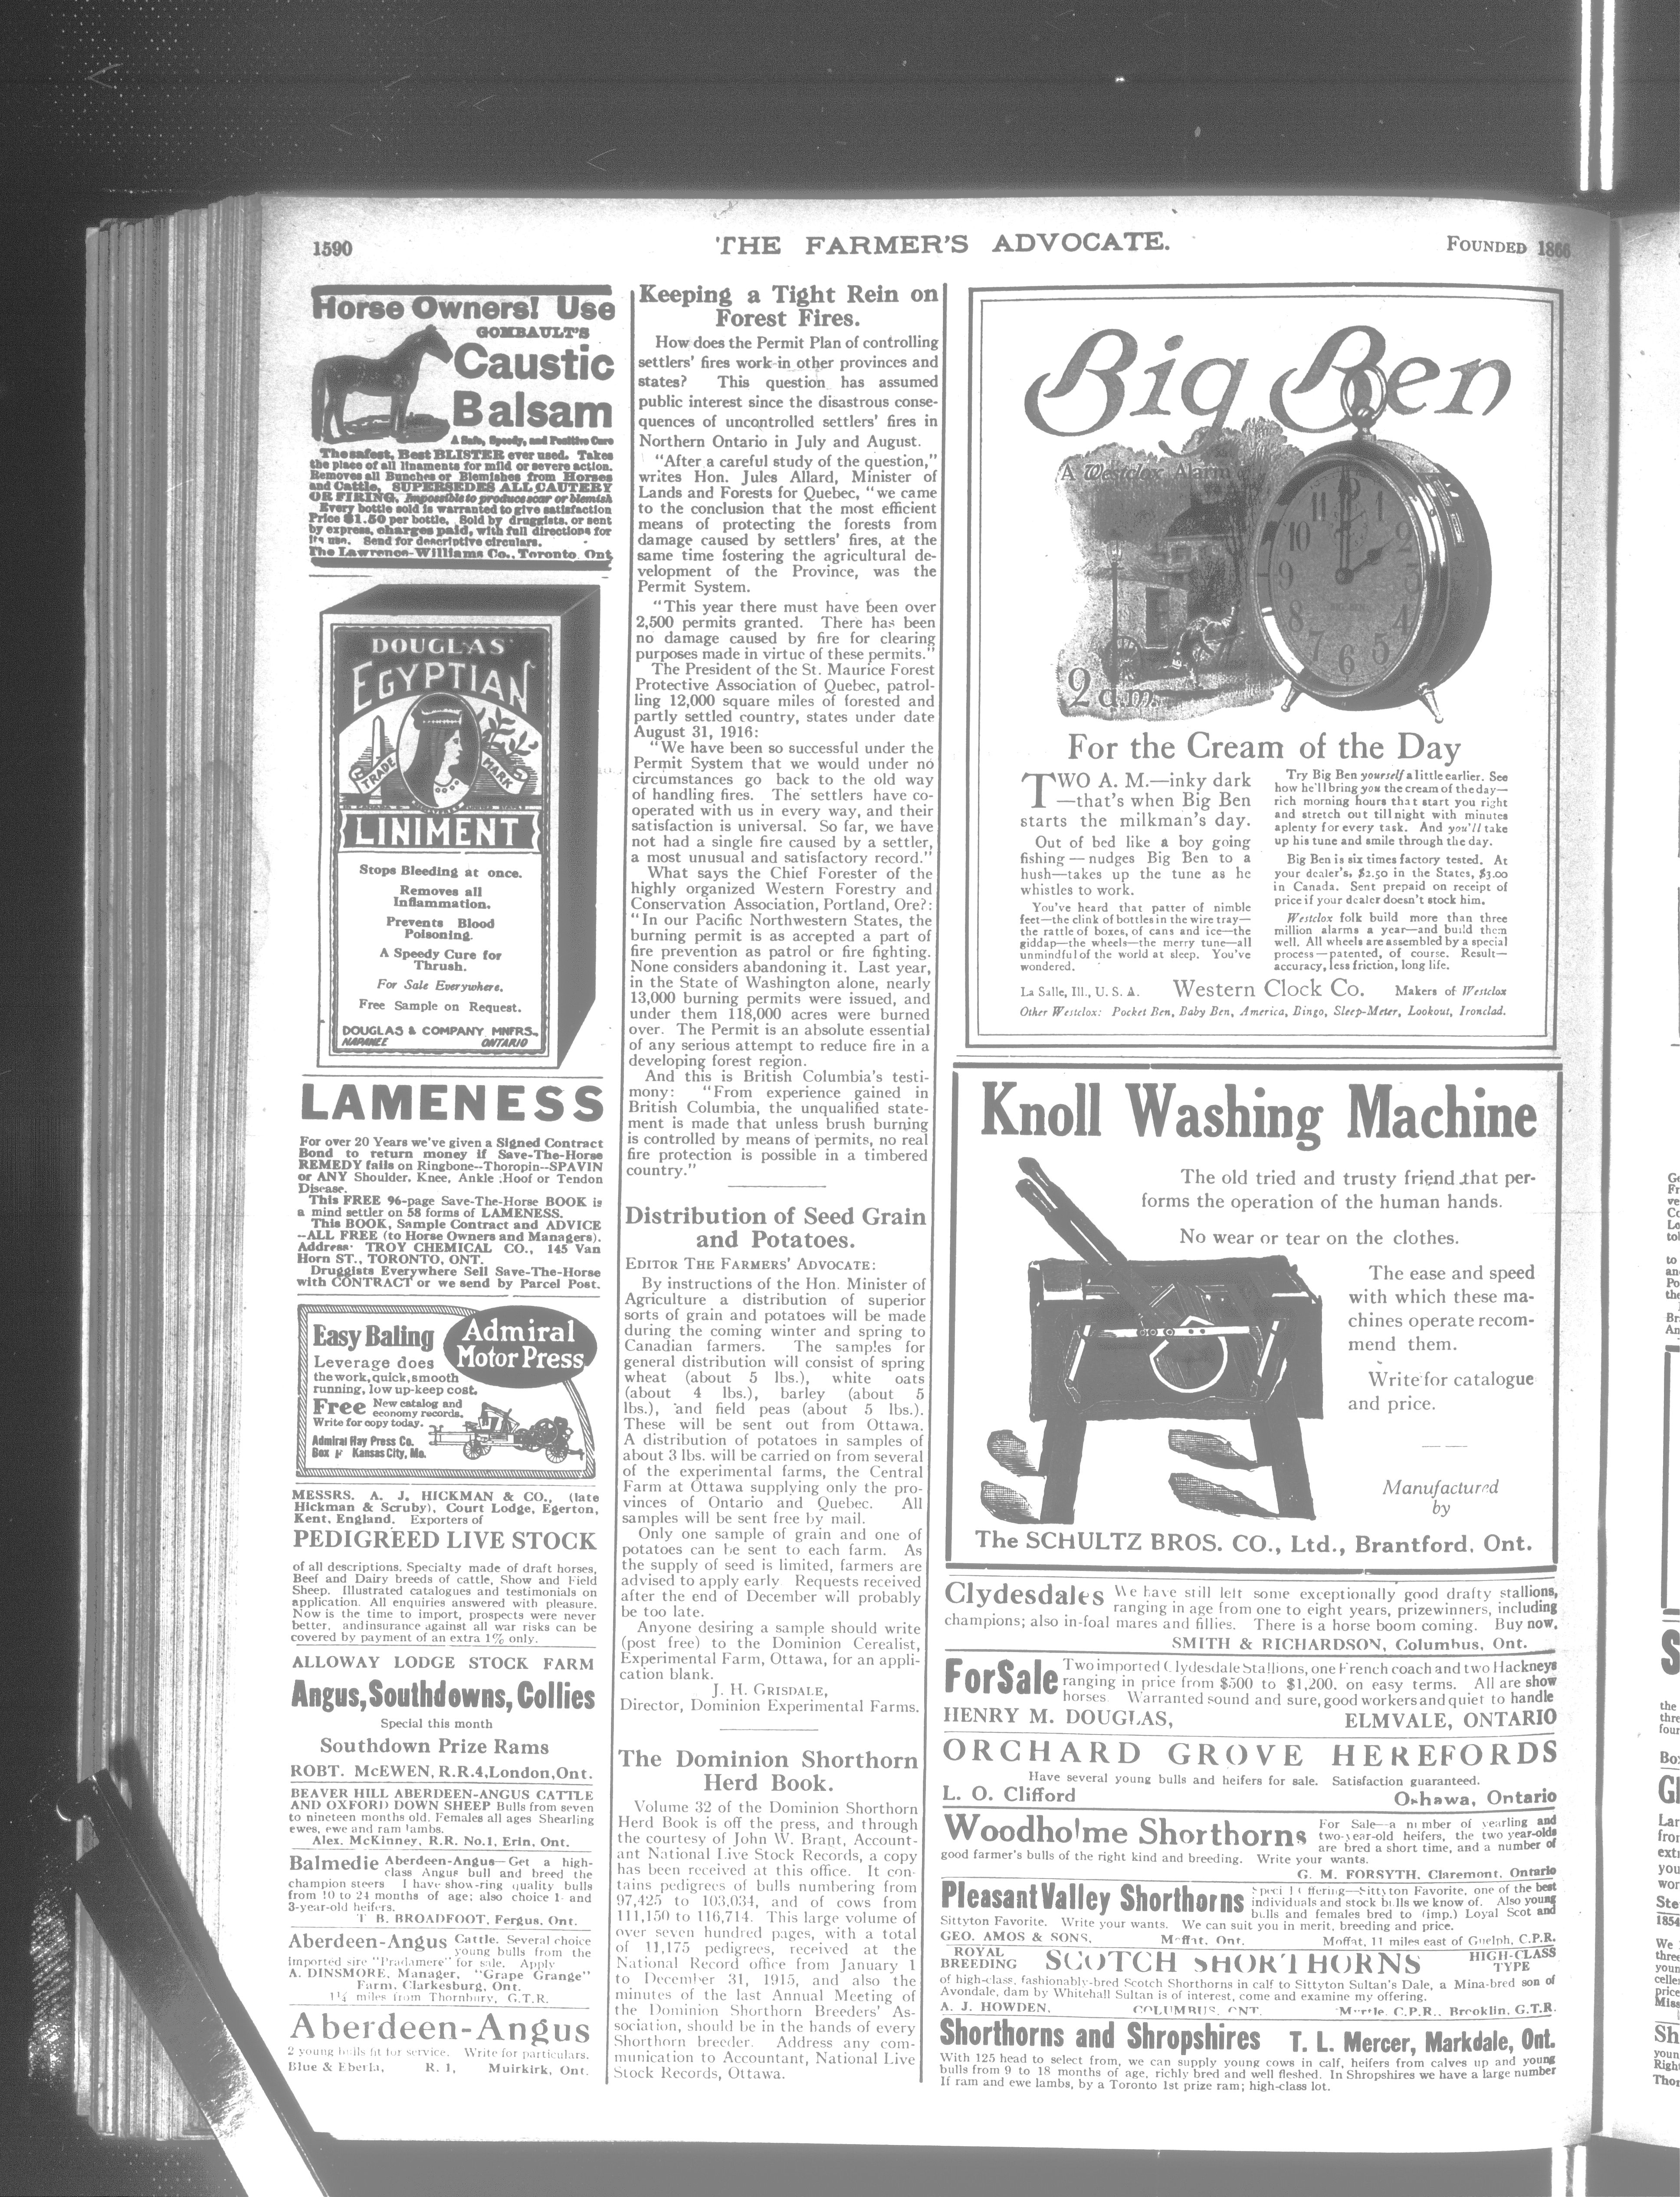 1590
THE FARMER'S ADVOCATE.
FOUNDED 1866
Horse Owners! Use
GOMBAULT'S
Caustic
Balsam
A Safe, Speedy, and Positive Cure
The safest, Best BLISTER ever used. Takes
the place of all linaments for mild or severe action.
Removes all Bunches or Blemishes from Horses
and Cattle, SUPERSEDES ALL CAUTERY
OR FIRING, Impossible to produce scar or blemish
Every bottle sold is warranted to give satisfaction
Price $1.50 per bottle, Sold by druggists, or sent
by express, charges paid, with full directions for
its use. Send for descriptive circulars.
The Lawrence-Williams Co., Toronto Ont
DOUGLAS'
EGYPTIAN
TRADE
MARK
LINIMENT
Stops Bleeding at once.
Removes all
Inflammation.
Prevents Blood
Poisoning.
A Speedy Cure for
Thrush.
For Sale Everywhere.
Free Sample on Request.
DOUGLAS & COMPANY MNFRS.,
NAPANEE ONTARIO
LAMENESS
For over 20 Years we've given a Signed Contract
Bond to return money if Save-The-Horse
REMEDY fails on Ringbone--Thoropin--SPAVIN
or ANY Shoulder, Knee, Ankle ,Hoof or Tendon
Disease.
This FREE 96-page Save-The-Horse BOOK is
a mind settler on 58 forms of LAMENESS.
This BOOK, Sample Contract and ADVICE
--ALL FREE (to Horse Owners and Managers).
Address· TROY CHEMICAL CO., 145 Van
Horn ST., TORONTO, ONT.
Druggists Everywhere Sell Save-The-Horse
with CONTRACT or we send by Parcel Post.
Easy Baling
Admiral
Motor Press
Leverage does
the work, quick, smooth
running, low up-keep cost.
Free New catalog and
economy records.
Write for copy today.
Admiral Hay Press Co.
Box Kansas City, Mo.
MESSRS. A. J. HICKMAN & CO., (late
Hickman & Scruby), Court Lodge, Egerton,
Kent, England. Exporters of
PEDIGREED LIVE STOCK
of all descriptions. Specialty made of draft horses,
Beef and Dairy breeds of cattle, Show and Field
Sheep. Illustrated catalogues and testimonials on
application. All enquiries answered with pleasure.
Now is the time to import, prospects were never
better, and insurance against all war risks can be
covered by payment of an extra 1% only.
ALLOWAY LODGE STOCK FARM
Angus, Southdowns, Collies
Special this month
Southdown Prize Rams
ROBT. McEWEN, R.R.4, London, Ont.
BEAVER HILL ABERDEEN-ANGUS CATTLE
AND OXFORD DOWN SHEEP Bulls from seven
to nineteen months old. Females all ages Shearling
ewes, ewe and ram lambs.
Alex. McKinney, R.R. No.1, Erin, Ont.
Balmedie Aberdeen-Angus—Get a high-
class Angus bull and breed the
champion steers I have show-ring quality bulls
from 10 to 24 months of age; also choice 1- and
3-year-old heifers.
T. B. BROADFOOT, Fergus, Ont.
Aberdeen-Angus Cattle. Several choice
young bulls from the
imported sire "Pradamere" for sale. Apply
A. DINSMORE, Manager, "Grape Grange"
Farm, Clarkesburg, Ont.
1¼ miles from Thornbury, G.T.R.
Aberdeen-Angus
2 young bulls fit for service. Write for particulars.
Blue & Eberla, R. 1, Muirkirk, Ont.
Keeping a Tight Rein on
Forest Fires.
How does the Permit Plan of controlling
settlers' fires work in other provinces and
states? This question has assumed
public interest since the disastrous conse-
quences of uncontrolled settlers' fires in
Northern Ontario in July and August.
"After a careful study of the question,"
writes Hon. Jules Allard, Minister of
Lands and Forests for Quebec, "we came
to the conclusion that the most efficient
means of protecting the forests from
damage caused by settlers' fires, at the
same time fostering the agricultural de-
velopment of the Province, was the
Permit System.
"This year there must have been over
2,500 permits granted. There has been
no damage caused by fire for clearing
purposes made in virtue of these permits."
The President of the St. Maurice Forest
Protective Association of Quebec, patrol-
ling 12,000 square miles of forested and
partly settled country, states under date
August 31, 1916:
"We have been so successful under the
Permit System that we would under no
circumstances go back to the old way
of handling fires. The settlers have co-
operated with us in every way, and their
satisfaction is universal. So far, we have
not had a single fire caused by a settler,
a most unusual and satisfactory record."
What says the Chief Forester of the
highly organized Western Forestry and
Conservation Association, Portland, Ore?:
"In our Pacific Northwestern States, the
burning permit is as accepted a part of
fire prevention as patrol or fire fighting.
None considers abandoning it. Last year,
in the State of Washington alone, nearly
13,000 burning permits were issued, and
under them 118,000 acres were burned
over. The Permit is an absolute essential
of any serious attempt to reduce fire in a
developing forest region.
And this is British Columbia's testi-
mony: "From experience gained in
British Columbia, the unqualified state-
ment is made that unless brush burning
is controlled by means of permits, no real
fire protection is possible in a timbered
country."
Distribution of Seed Grain
and Potatoes.
EDITOR THE FARMERS' ADVOCATE:
By instructions of the Hon. Minister of
Agriculture a distribution of superior
sorts of grain and potatoes will be made
during the coming winter and spring to
Canadian farmers. The samples for
general distribution will consist of spring
wheat (about 5 lbs.), white oats
(about 4 lbs.), barley (about 5
lbs.), and field peas (about 5 lbs.).
These will be sent out from Ottawa.
A distribution of potatoes in samples of
about 3 lbs. will be carried on from several
of the experimental farms, the Central
Farm at Ottawa supplying only the pro-
vinces of Ontario and Quebec. All
samples will be sent free by mail.
Only one sample of grain and one of
potatoes can be sent to each farm. As
the supply of seed is limited, farmers are
advised to apply early Requests received
after the end of December will probably
be too late.
Anyone desiring a sample should write
(post free) to the Dominion Cerealist,
Experimental Farm, Ottawa, for an appli-
cation blank.
J. H. GRISDALE,
Director, Dominion Experimental Farms.
The Dominion Shorthorn
Herd Book.
Volume 32 of the Dominion Shorthorn
Herd Book is off the press, and through
the courtesy of John W. Brant, Account-
ant National Live Stock Records, a copy
has been received at this office. It con-
tains pedigrees of bulls numbering from
97,425 to 103,034, and of cows from
111,150 to 116,714. This large volume of
over seven hundred pages, with a total
of 11,175 pedigrees, received at the
National Record office from January 1
to December 31, 1915, and also the
minutes of the last Annual Meeting of
the Dominion Shorthorn Breeders' As-
sociation, should be in the hands of every
Shorthorn breeder. Address any com-
munication to Accountant, National Live
Stock Records, Ottawa.
Big Ben
A Westclox Alarm
11 12 1
10 2
9 3
8 4
7 6 5
2 a.m.
For the Cream of the Day
TWO A. M.—inky dark
—that's when Big Ben
starts the milkman's day.
Out of bed like a boy going
fishing — nudges Big Ben to a
hush—takes up the tune as he
whistles to work.
You've heard that patter of nimble
feet—the clink of bottles in the wire tray—
the rattle of boxes, of cans and ice—the
giddap—the wheels—the merry tune—all
unmindful of the world at sleep. You've
wondered.
Try Big Ben yourself a little earlier. See
how he'll bring you the cream of the day—
rich morning hours that start you right
and stretch out till night with minutes
aplenty for every task. And you'll take
up his tune and smile through the day.
Big Ben is six times factory tested. At
your dealer's, $2.50 in the States, $3.00
in Canada. Sent prepaid on receipt of
price if your dealer doesn't stock him.
Westclox folk build more than three
million alarms a year—and build them
well. All wheels are assembled by a special
process—patented, of course. Result—
accuracy, less friction, long life.
La Salle, Ill., U. S. A. Western Clock Co. Makers of Westclox
Other Westclox: Pocket Ben, Baby Ben, America, Bingo, Sleep-Meter, Lookout, Ironclad.
Knoll Washing Machine
The old tried and trusty friend that per-
forms the operation of the human hands.
No wear or tear on the clothes.
The ease and speed
with which these ma-
chines operate recom-
mend them.
Write for catalogue
and price.
Manufactured
by
The SCHULTZ BROS. CO., Ltd., Brantford, Ont.
Clydesdales We have still left some exceptionally good drafty stallions,
ranging in age from one to eight years, prizewinners, including
champions; also in-foal mares and fillies. There is a horse boom coming. Buy now.
SMITH & RICHARDSON, Columbus, Ont.
For Sale Two imported Clydesdale Stallions, one French coach and two Hackneys
ranging in price from $500 to $1,200. on easy terms. All are show
horses Warranted sound and sure, good workers and quiet to handle
HENRY M. DOUGLAS, ELMVALE, ONTARIO
ORCHARD GROVE HEREFORDS
Have several young bulls and heifers for sale. Satisfaction guaranteed.
L. O. Clifford Oshawa, Ontario
Woodholme Shorthorns For Sale—a number of yearling and
two-year-old heifers, the two year-olds
are bred a short time, and a number of
good farmer's bulls of the right kind and breeding. Write your wants.
G. M. FORSYTH, Claremont, Ontario
Pleasant Valley Shorthorns Special Offering—Sittyton Favorite, one of the best
individuals and stock bulls we know of. Also young
bulls and females bred to (imp.) Loyal Scot and
Sittyton Favorite. Write your wants. We can suit you in merit, breeding and price.
GEO. AMOS & SONS, Moffat, Ont. Moffat, 11 miles east of Guelph, C.P.R.
ROYAL
BREEDING SCOTCH SHORTHORNS HIGH-CLASS
TYPE
of high-class, fashionably-bred Scotch Shorthorns in calf to Sittyton Sultan's Dale, a Mina-bred son of
Avondale, dam by Whitehall Sultan is of interest, come and examine my offering.
A. J. HOWDEN, COLUMBUS, ONT. Myrtle, C.P.R., Brooklin, G.T.R.
Shorthorns and Shropshires T. L. Mercer, Markdale, Ont.
With 125 head to select from, we can supply young cows in calf, heifers from calves up and young
bulls from 9 to 18 months of age, richly bred and well fleshed. In Shropshires we have a large number
If ram and ewe lambs, by a Toronto 1st prize ram; high-class lot.